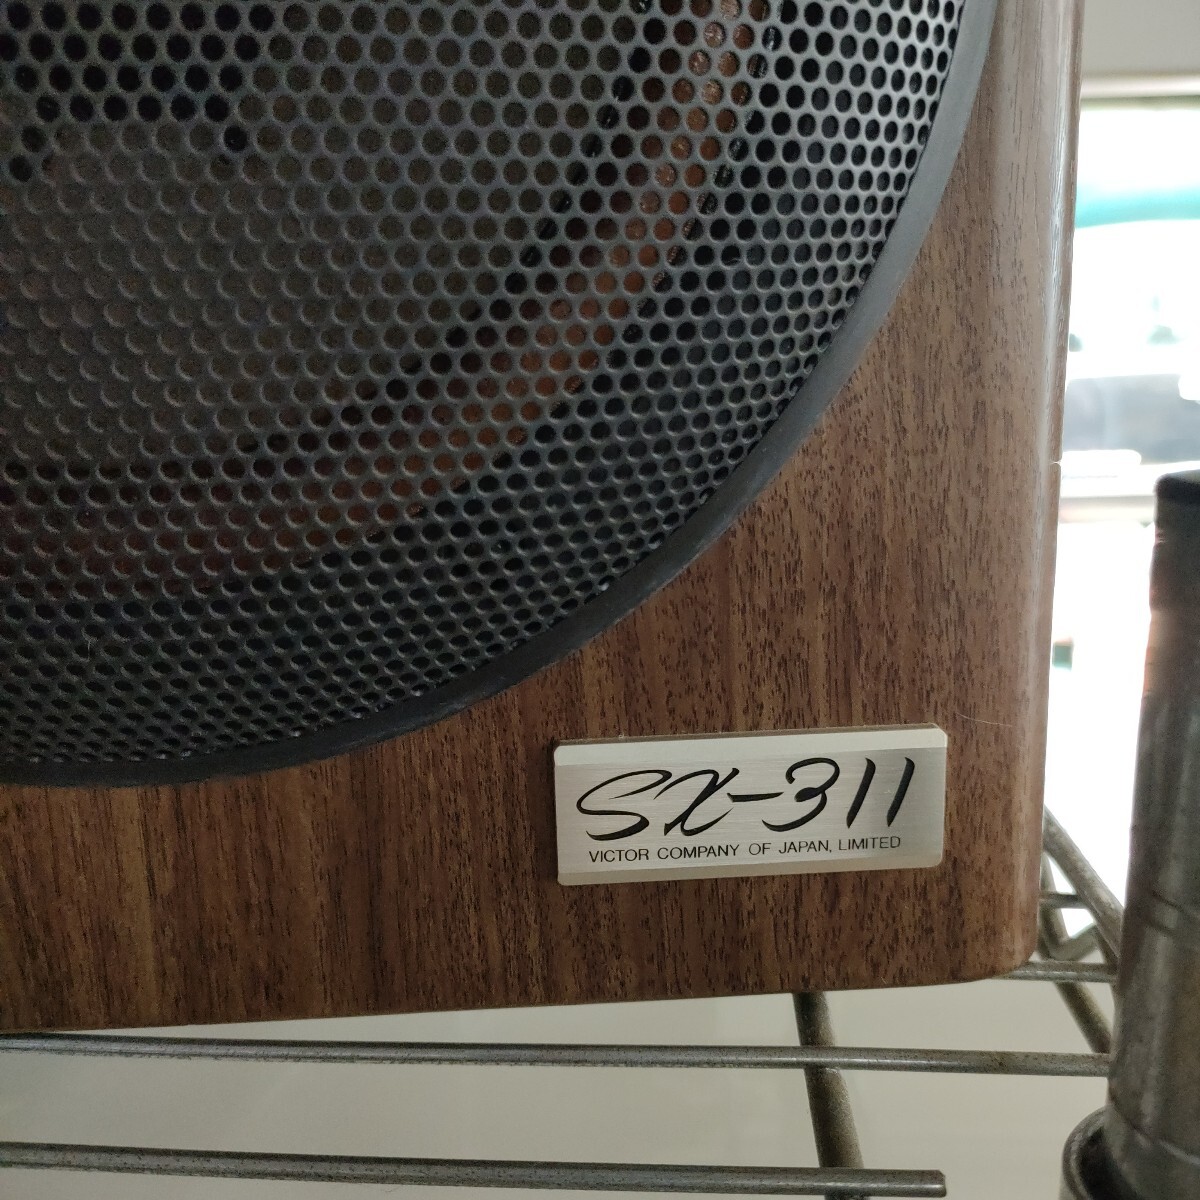 SX-311
VICTOR COMPANY OF JAPAN, LIMITED